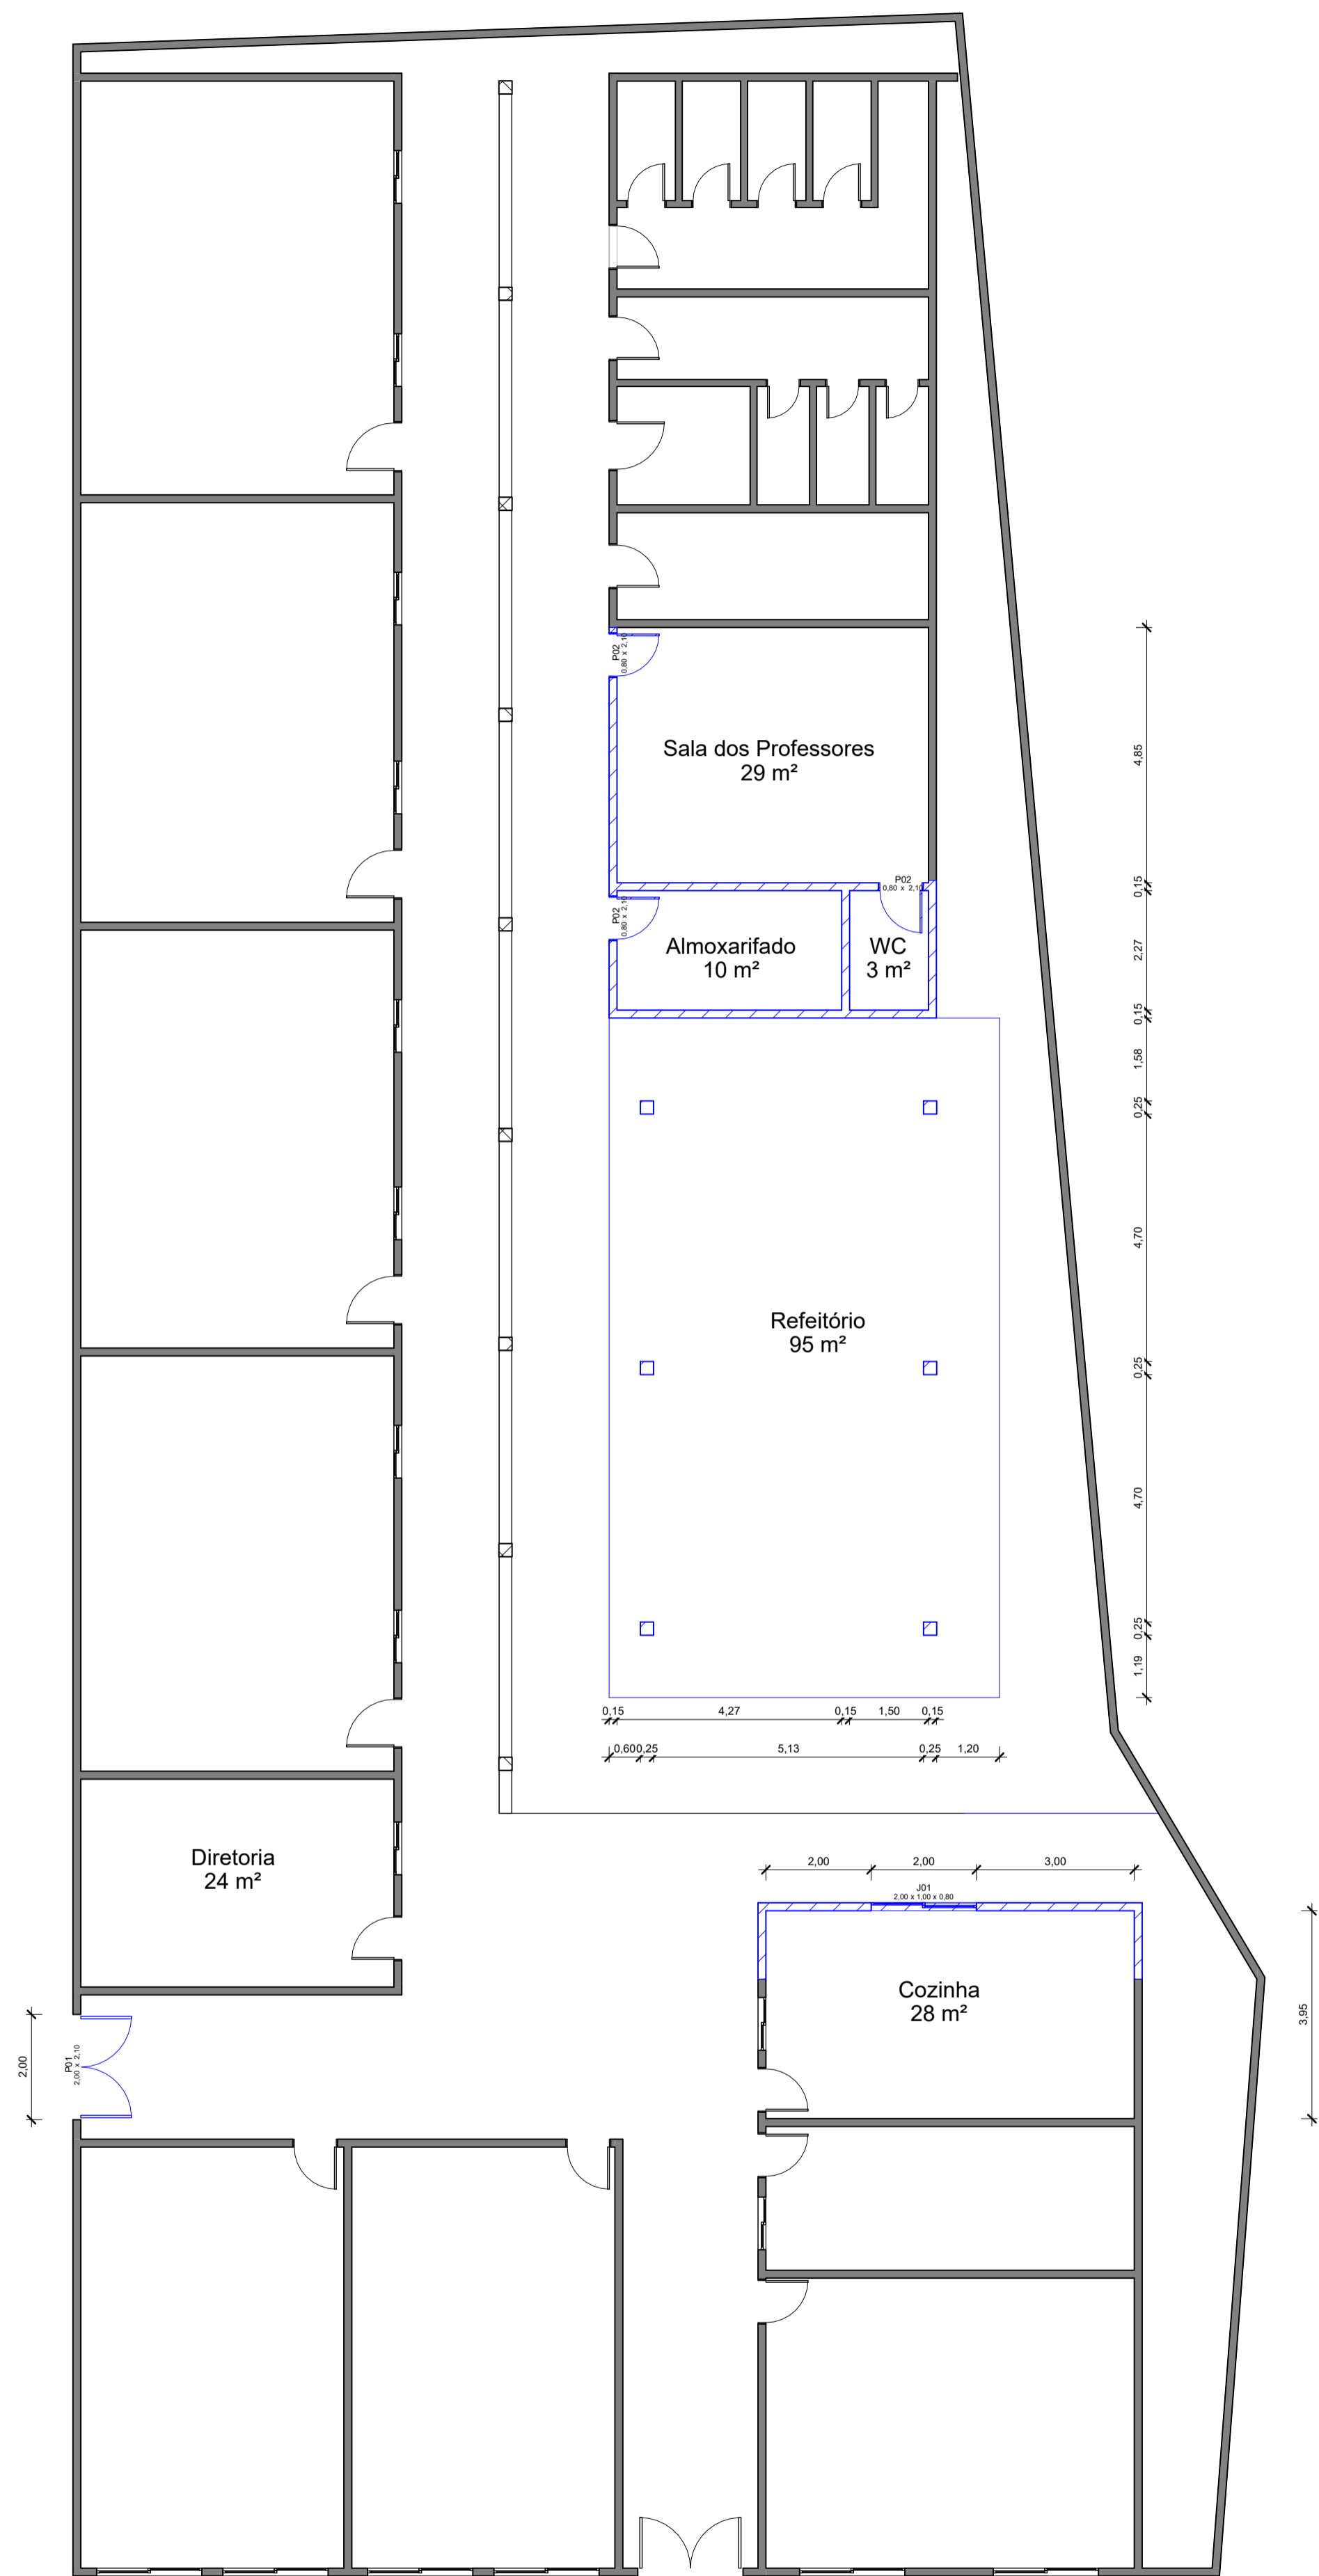 P02
0,80 x 2,10
Sala dos Professores
29 m²
4,85
P02
0,80 x 2,10
0,15
P02
0,80 x 2,10
Almoxarifado
10 m²
WC
3 m²
2,27
0,15
1,58
0,25
4,70
Refeitório
95 m²
0,25
4,70
0,25
1,19
0,15
4,27
0,15
1,50
0,15
0,60
0,25
5,13
0,25
1,20
Diretoria
24 m²
2,00
2,00
3,00
J01
2,00 x 1,00 x 0,80
Cozinha
28 m²
3,95
2,00
P01
2,00 x 2,10